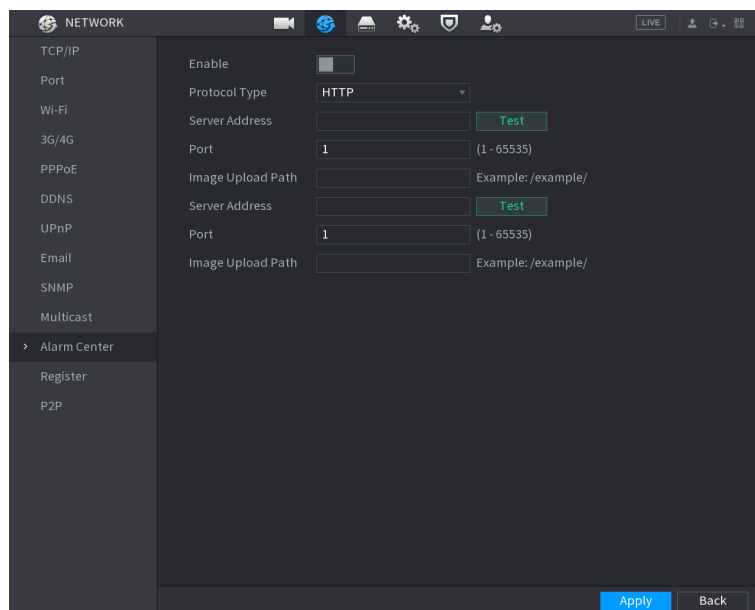 NETWORK
LIVE
TCP/IP
Port
Wi-Fi
3G/4G
PPPoE
DDNS
UPnP
Email
SNMP
Multicast
Alarm Center
Register
P2P
Enable
Protocol Type HTTP
Server Address Test
Port 1 (1 - 65535)
Image Upload Path Example: /example/
Server Address Test
Port 1 (1 - 65535)
Image Upload Path Example: /example/
Apply Back